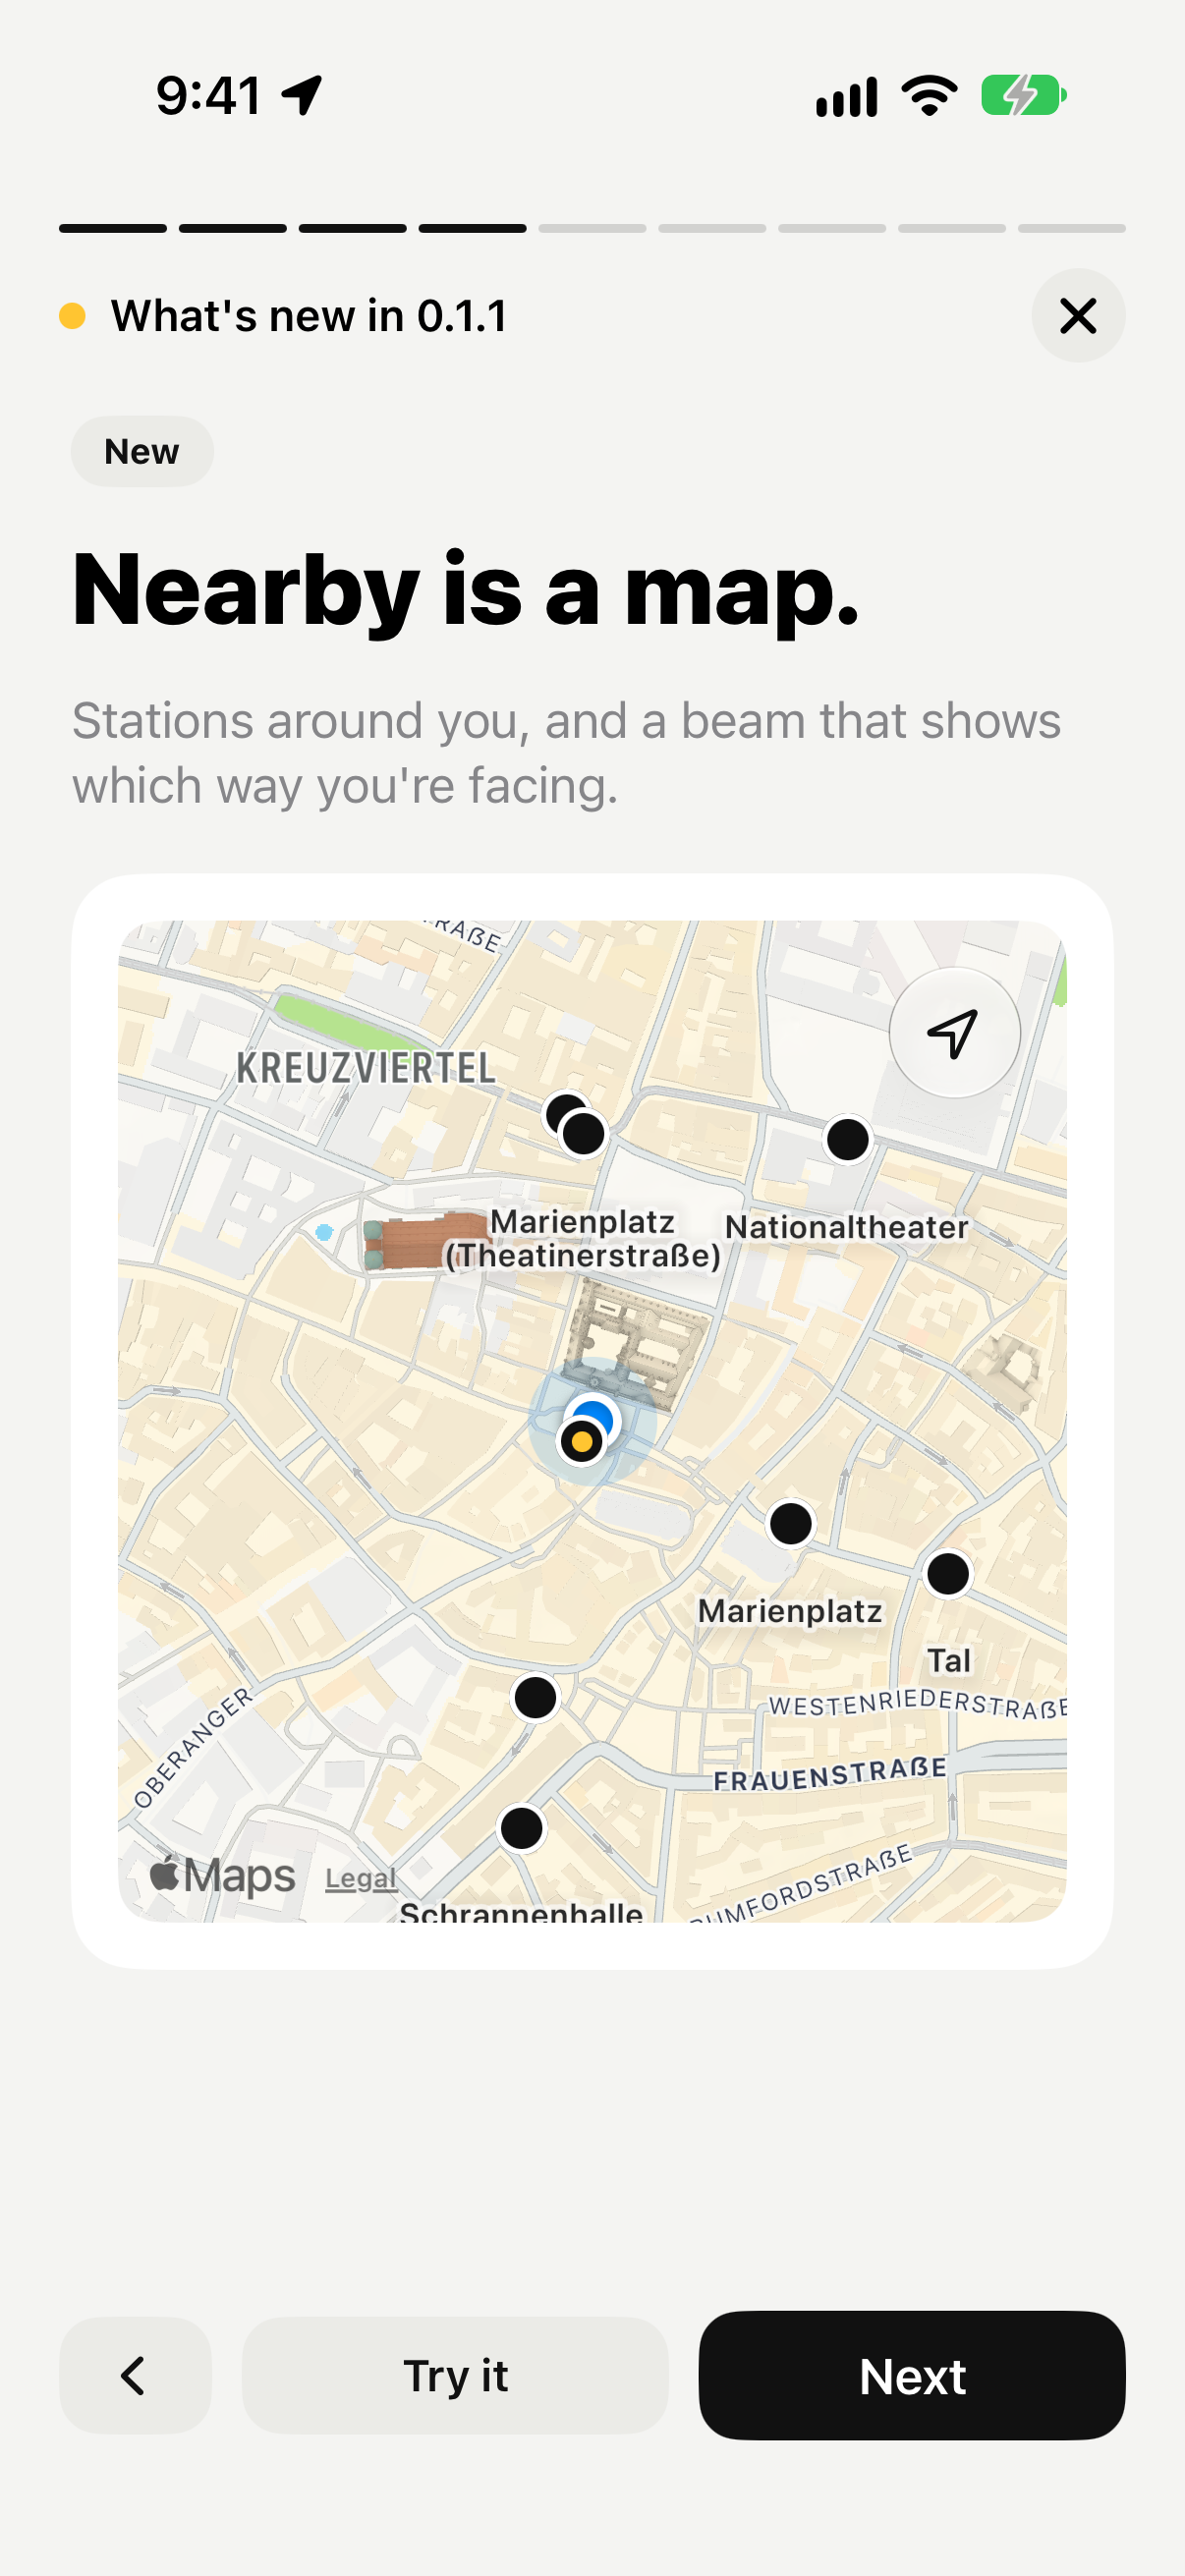 9:41
What's new in 0.1.1
New
Nearby is a map.
Stations around you, and a beam that shows
which way you're facing.
KREUZVIERTEL
Marienplatz
(Theatinerstraße)
Nationaltheater
Marienplatz
Tal
WESTENRIEDERSTRAßE
OBERANGER
FRAUENSTRAßE
Maps
Legal
Schrannenhalle
RUMFORDSTRAßE
Try it
Next